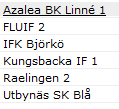 Azalea BK Linné 1
FLUIF 2
IFK Björkö
Kungsbacka IF 1
Raelingen 2
Utbynäs SK Blå